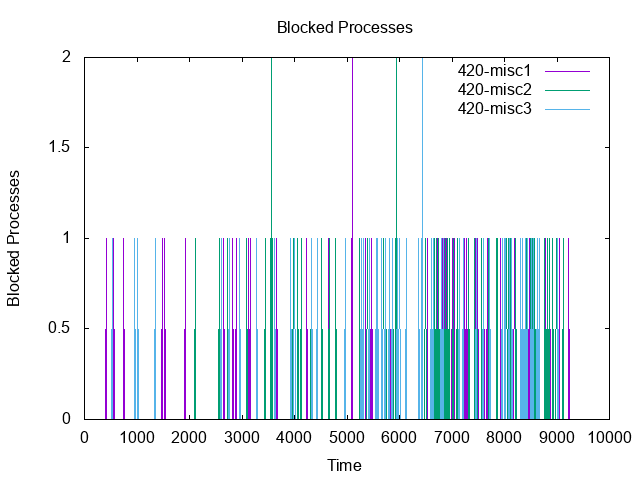 Blocked Processes
Blocked Processes
2
1.5
1
0.5
0
420-misc1
420-misc2
420-misc3
0 1000 2000 3000 4000 5000 6000 7000 8000 9000 10000
Time